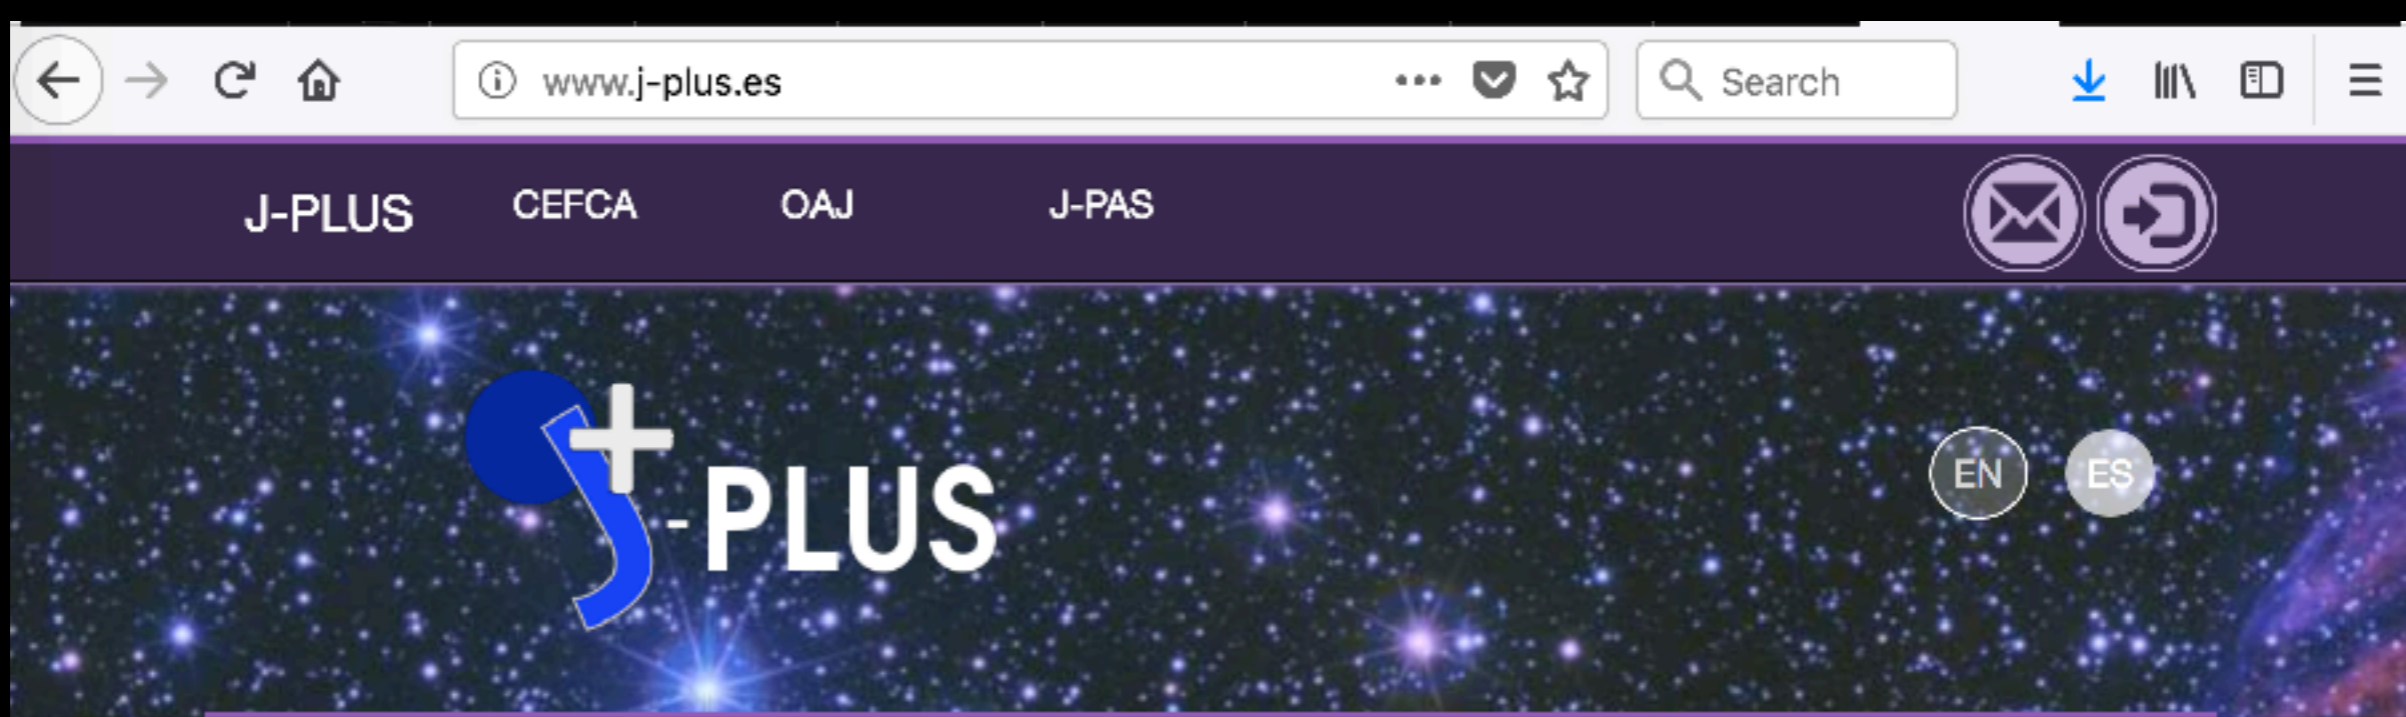 www.j-plus.es
Search
J-PLUS CEFCA OAJ J-PAS
J-PLUS
EN ES